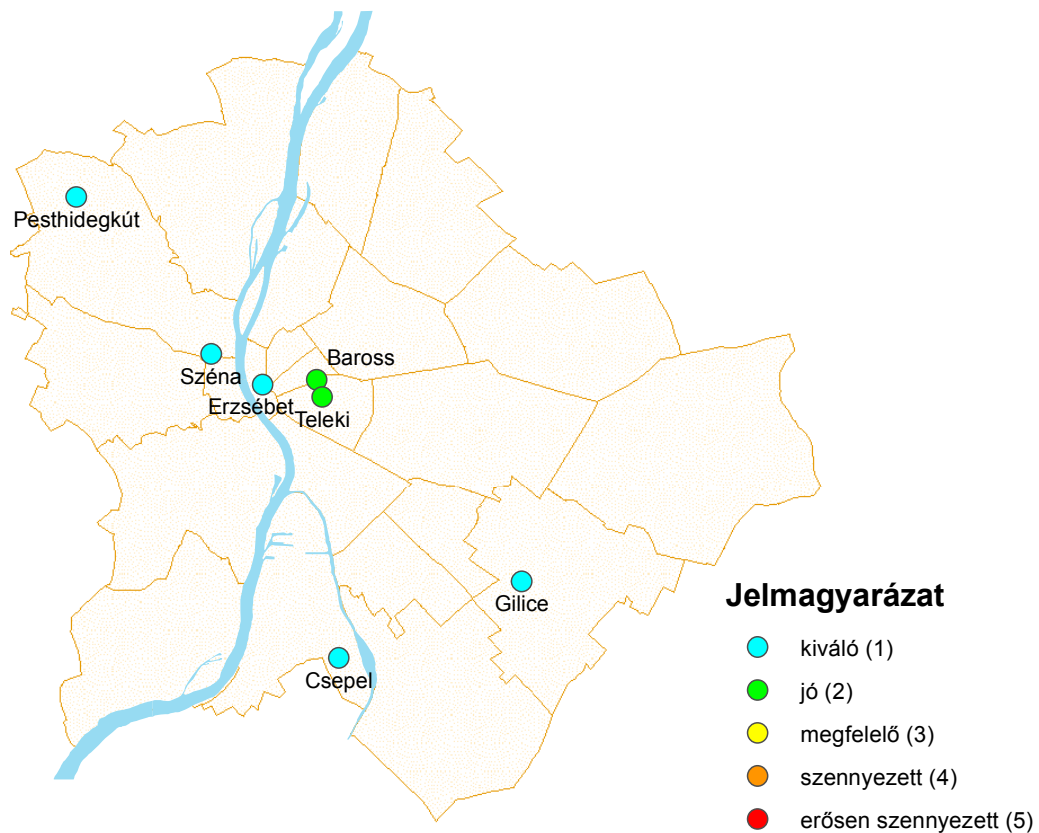 Pesthidegkút
Baross
Széna
Erzsébet
Teleki
Gilice
Csepel
Jelmagyarázat
kiváló (1)
jó (2)
megfelelő (3)
szennyezett (4)
erősen szennyezett (5)